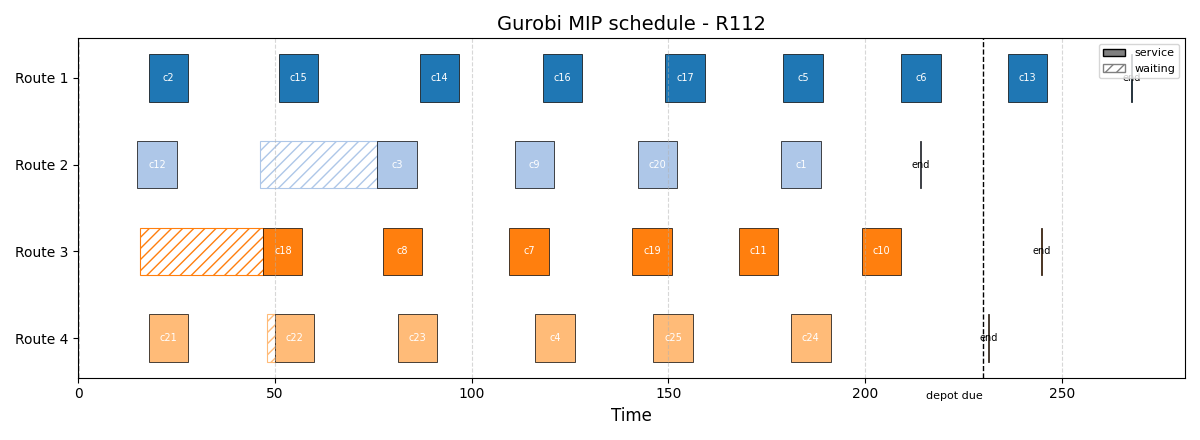 Gurobi MIP schedule - R112
service
waiting
Route 1
c2
c15
c14
c16
c17
c5
c6
c13
end
Route 2
c12
c3
c9
c20
c1
end
Route 3
c18
c8
c7
c19
c11
c10
end
Route 4
c21
c22
c23
c4
c25
c24
end
0
50
100
150
200
250
depot due
Time